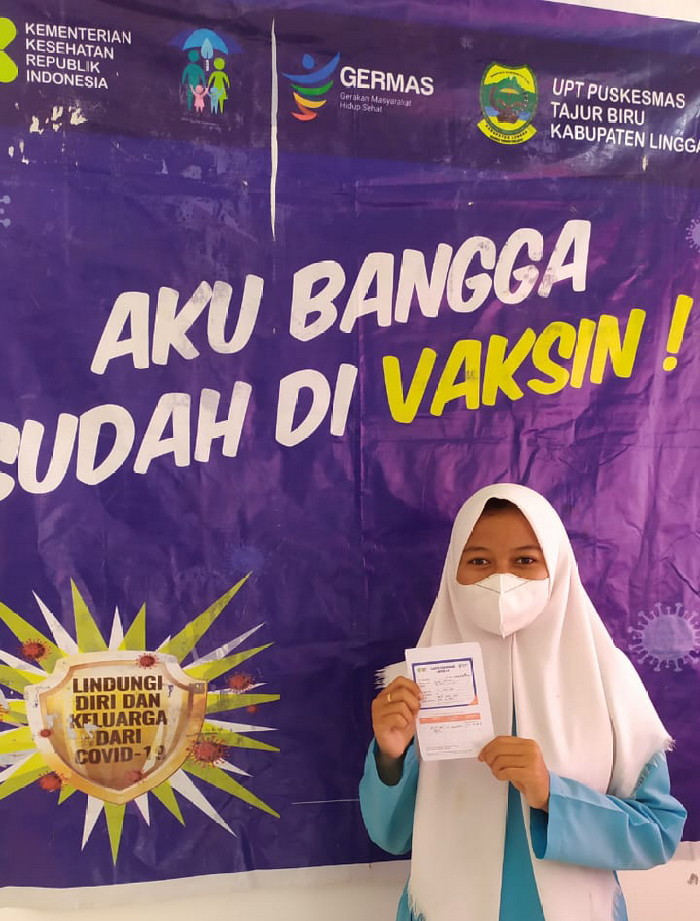 KEMENTERIAN
KESEHATAN
REPUBLIK
INDONESIA
GERMAS
Gerakan Masyarakat
Hidup Sehat
UPT PUSKESMAS
TAJUR BIRU
KABUPATEN LINGGA
AKU BANGGA
SUDAH DI VAKSIN !
LINDUNGI
DIRI DAN
KELUARGA
DARI
COVID-19